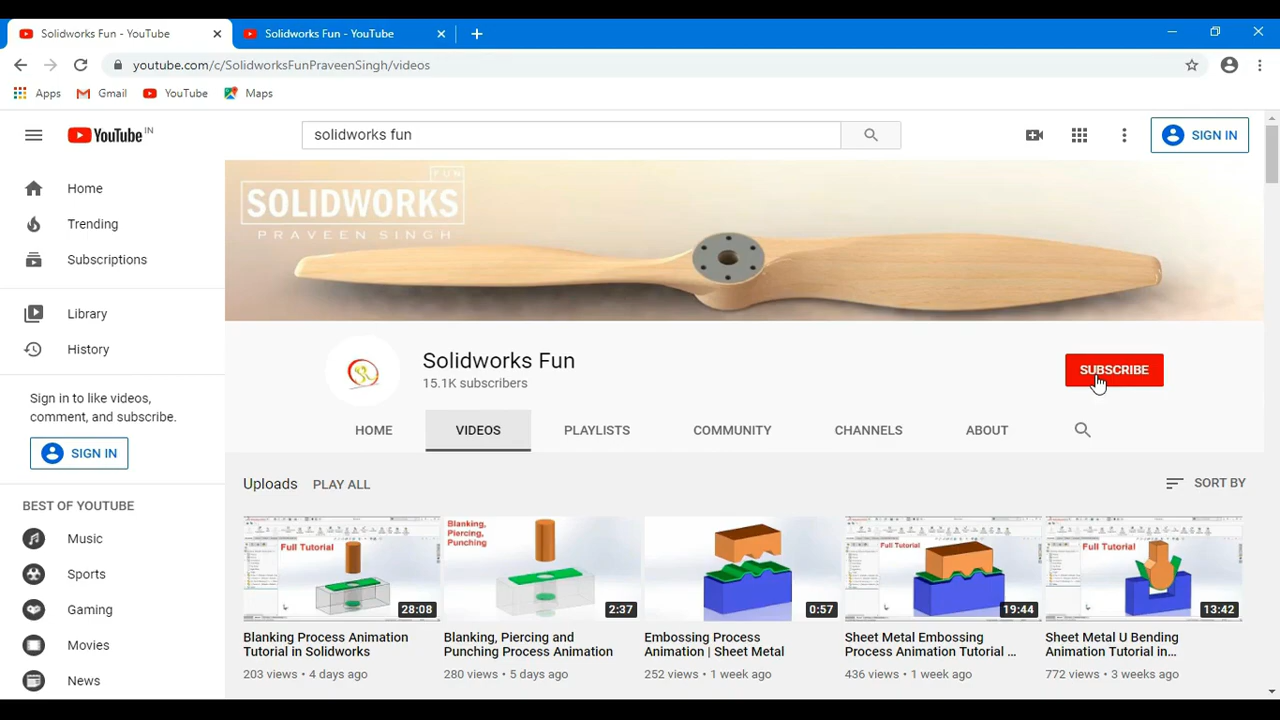 Solidworks Fun - YouTube
Solidworks Fun - YouTube
youtube.com/c/SolidworksFunPraveenSingh/videos
Apps
Gmail
YouTube
Maps
YouTube IN
solidworks fun
SIGN IN
Home
Trending
Subscriptions
Library
History
Sign in to like videos,
comment, and subscribe.
SIGN IN
BEST OF YOUTUBE
Music
Sports
Gaming
Movies
News
FUN
SOLIDWORKS
PRAVEEN SINGH
Solidworks Fun
15.1K subscribers
SUBSCRIBE
HOME
VIDEOS
PLAYLISTS
COMMUNITY
CHANNELS
ABOUT
Uploads
PLAY ALL
SORT BY
Full Tutorial
28:08
Blanking Process Animation
Tutorial in Solidworks
203 views • 4 days ago
Blanking,
Piercing,
Punching
2:37
Blanking, Piercing and
Punching Process Animation
280 views • 5 days ago
0:57
Embossing Process
Animation | Sheet Metal
252 views • 1 week ago
Full Tutorial
19:44
Sheet Metal Embossing
Process Animation Tutorial ...
436 views • 1 week ago
Full Tutorial
13:42
Sheet Metal U Bending
Animation Tutorial in...
772 views • 3 weeks ago